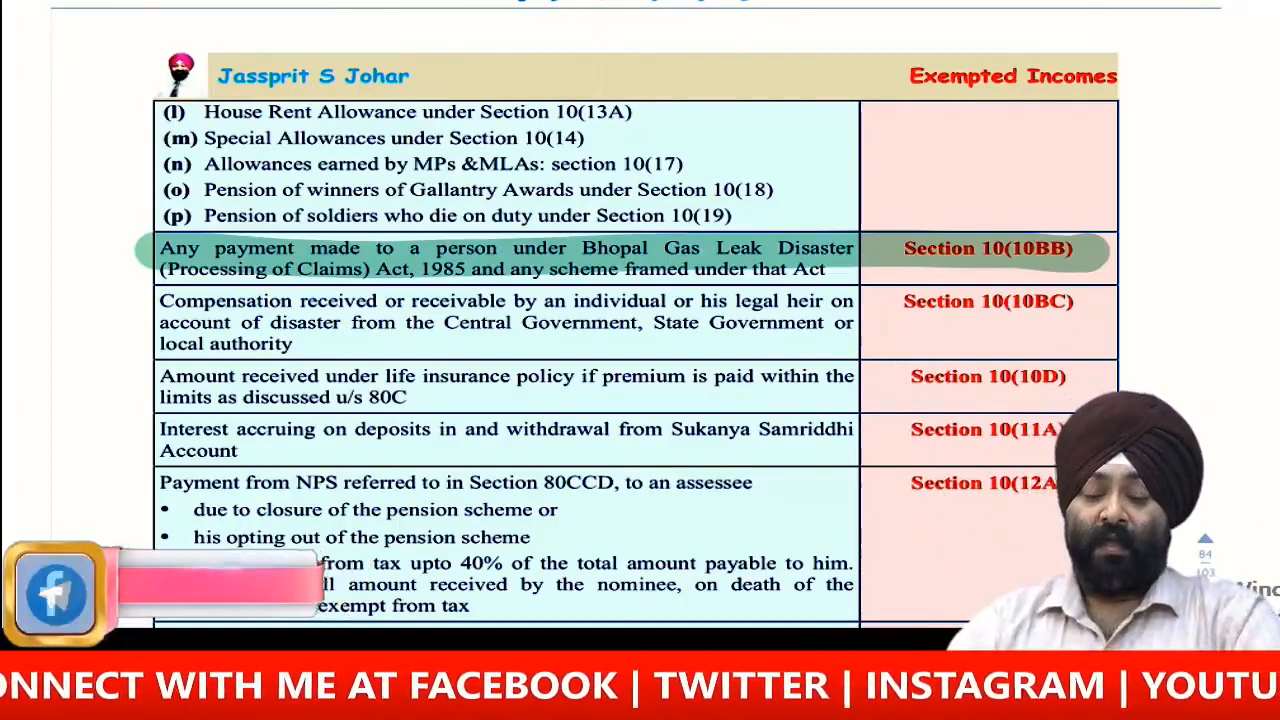 Jassprit S Johar
Exempted Incomes
(l) House Rent Allowance under Section 10(13A)
(m) Special Allowances under Section 10(14)
(n) Allowances earned by MPs &MLAs: section 10(17)
(o) Pension of winners of Gallantry Awards under Section 10(18)
(p) Pension of soldiers who die on duty under Section 10(19)
Any payment made to a person under Bhopal Gas Leak Disaster
(Processing of Claims) Act, 1985 and any scheme framed under that Act
Section 10(10BB)
Compensation received or receivable by an individual or his legal heir on
account of disaster from the Central Government, State Government or
local authority
Section 10(10BC)
Amount received under life insurance policy if premium is paid within the
limits as discussed u/s 80C
Section 10(10D)
Interest accruing on deposits in and withdrawal from Sukanya Samriddhi
Account
Section 10(11A)
Payment from NPS referred to in Section 80CCD, to an assessee
Section 10(12A
• due to closure of the pension scheme or
• his opting out of the pension scheme
from tax upto 40% of the total amount payable to him.
amount received by the nominee, on death of the
exempt from tax
84
103
ONNECT WITH ME AT FACEBOOK | TWITTER | INSTAGRAM | YOUTU